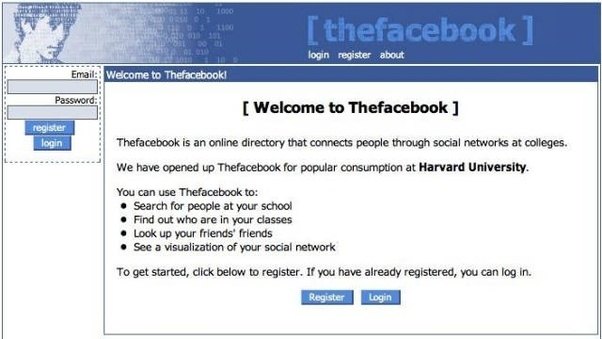 [ thefacebook ]
login register about
Email:
Password:
register
login
Welcome to Thefacebook!
[ Welcome to Thefacebook ]
Thefacebook is an online directory that connects people through social networks at colleges.
We have opened up Thefacebook for popular consumption at Harvard University.
You can use Thefacebook to:
• Search for people at your school
• Find out who are in your classes
• Look up your friends' friends
• See a visualization of your social network
To get started, click below to register. If you have already registered, you can log in.
Register Login